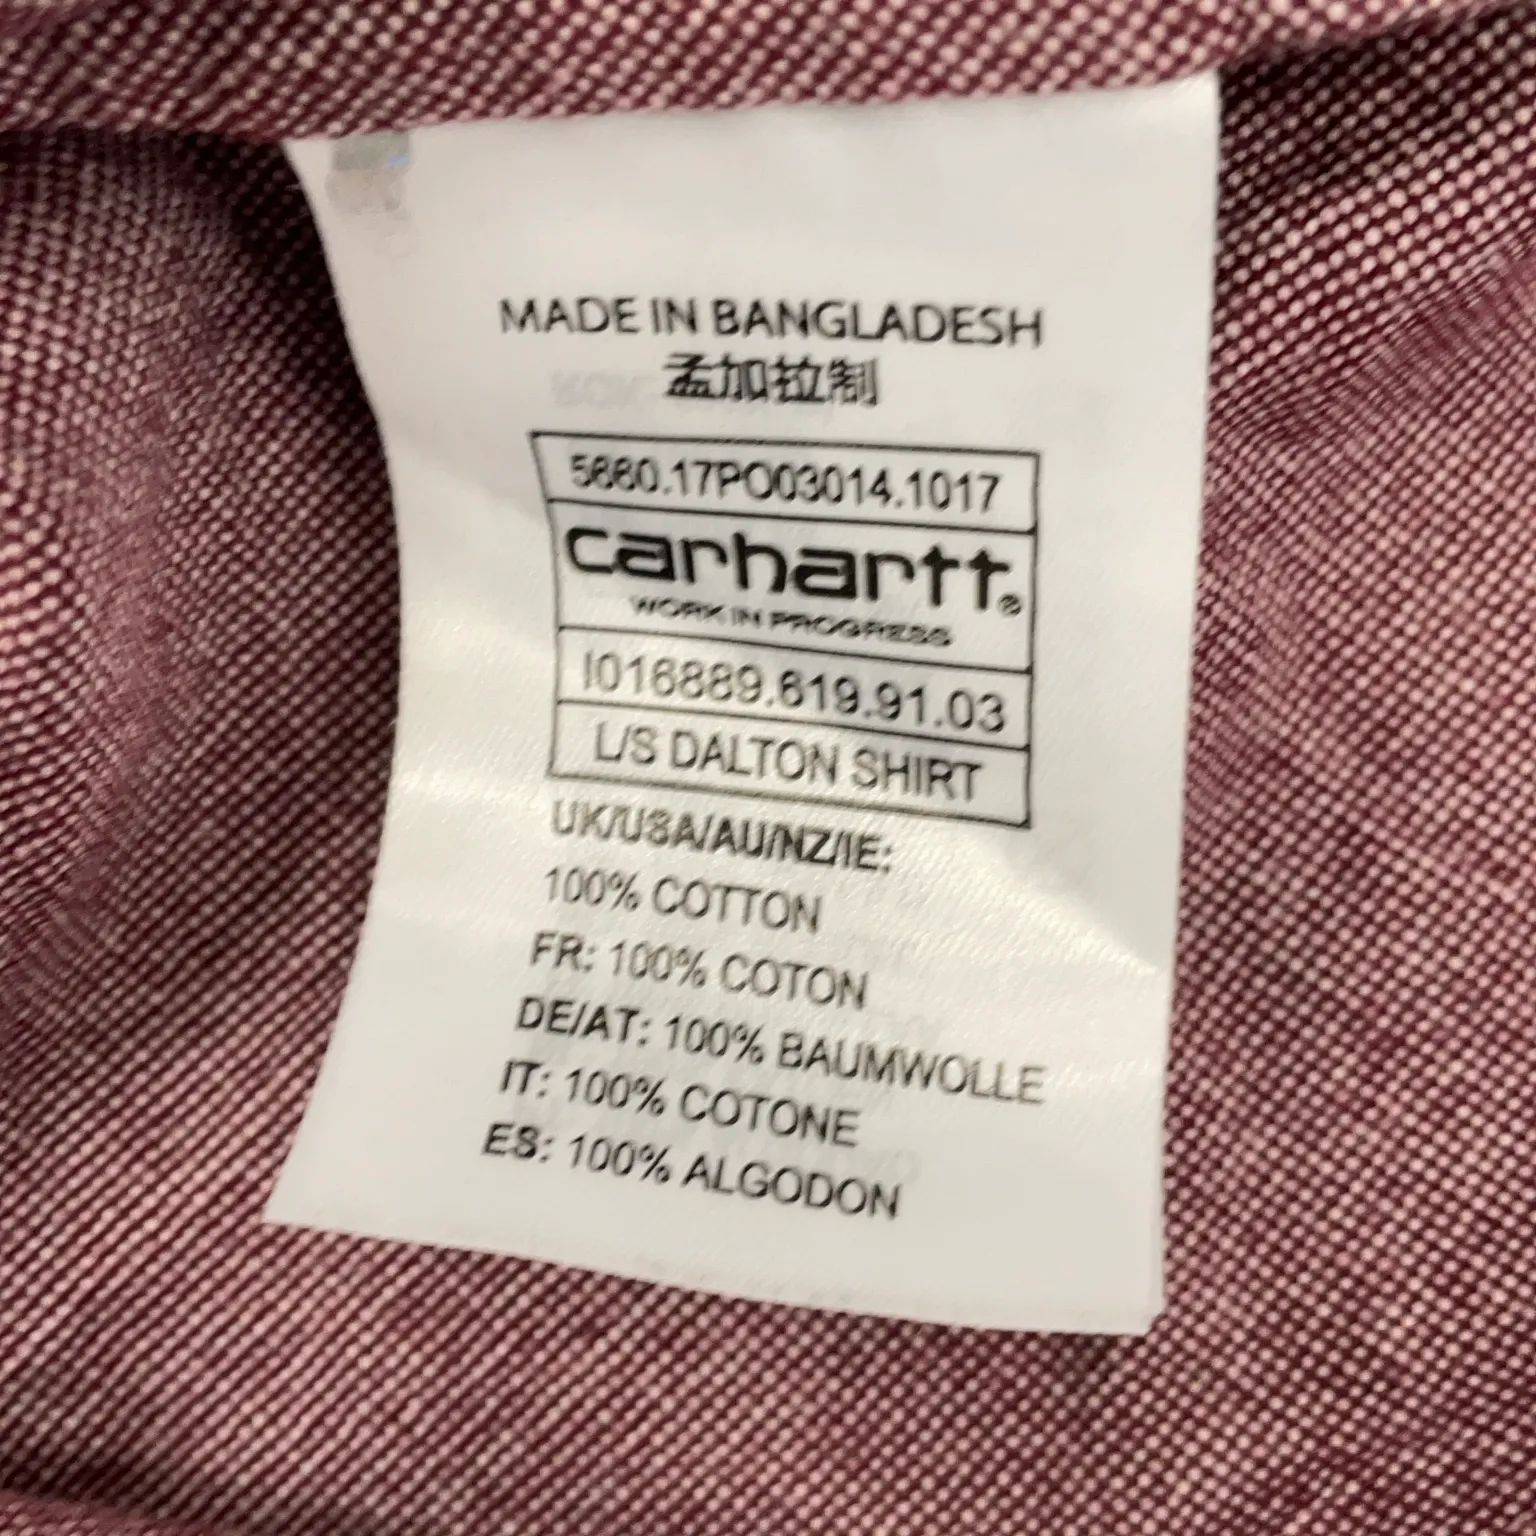 MADE IN BANGLADESH
孟加拉制
5660.17PO03014.1017
carhartt®
WORK IN PROGRESS
I016889.619.91.03
L/S DALTON SHIRT
UK/USA/AU/NZ/IE:
100% COTTON
FR: 100% COTON
DE/AT: 100% BAUMWOLLE
IT: 100% COTONE
ES: 100% ALGODON